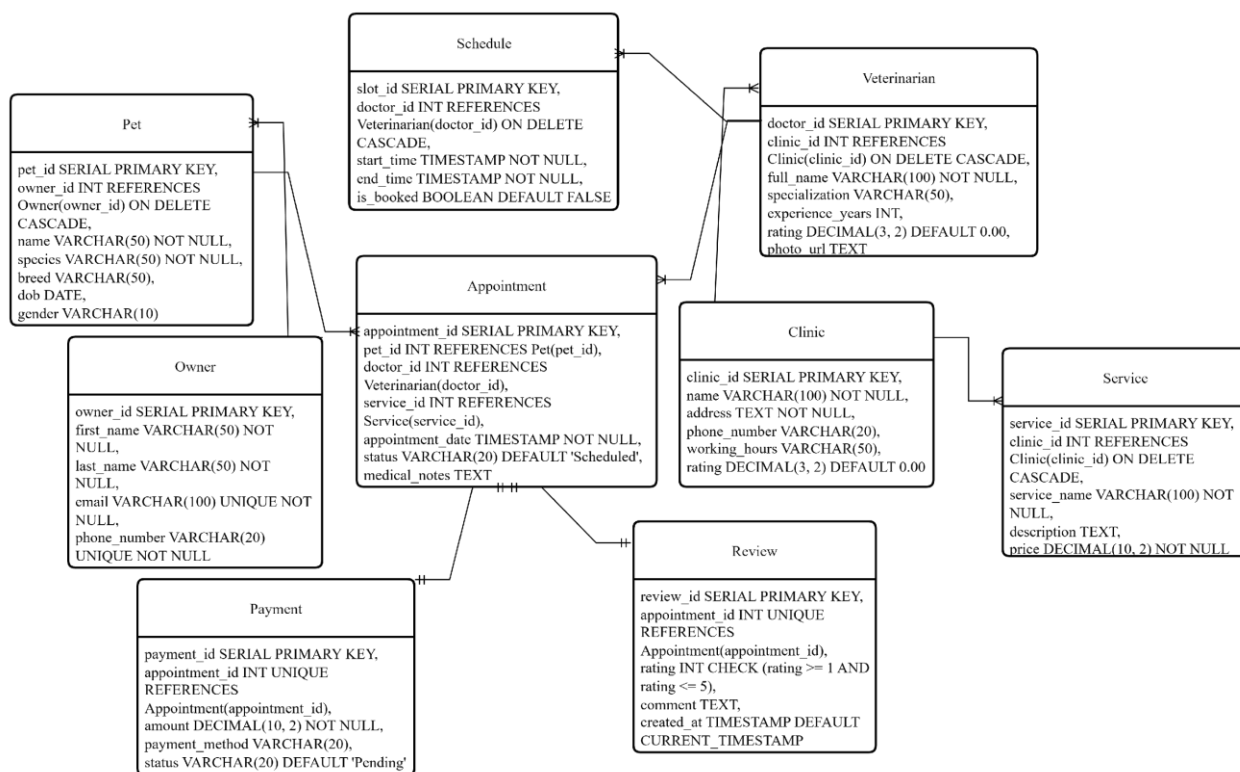 Schedule
slot_id SERIAL PRIMARY KEY,
doctor_id INT REFERENCES
Veterinarian(doctor_id) ON DELETE
CASCADE,
start_time TIMESTAMP NOT NULL,
end_time TIMESTAMP NOT NULL,
is_booked BOOLEAN DEFAULT FALSE
Veterinarian
doctor_id SERIAL PRIMARY KEY,
clinic_id INT REFERENCES
Clinic(clinic_id) ON DELETE CASCADE,
full_name VARCHAR(100) NOT NULL,
specialization VARCHAR(50),
experience_years INT,
rating DECIMAL(3, 2) DEFAULT 0.00,
photo_url TEXT
Pet
pet_id SERIAL PRIMARY KEY,
owner_id INT REFERENCES
Owner(owner_id) ON DELETE
CASCADE,
name VARCHAR(50) NOT NULL,
species VARCHAR(50) NOT NULL,
breed VARCHAR(50),
dob DATE,
gender VARCHAR(10)
Appointment
appointment_id SERIAL PRIMARY KEY,
pet_id INT REFERENCES Pet(pet_id),
doctor_id INT REFERENCES
Veterinarian(doctor_id),
service_id INT REFERENCES
Service(service_id),
appointment_date TIMESTAMP NOT NULL,
status VARCHAR(20) DEFAULT 'Scheduled',
medical_notes TEXT
Clinic
clinic_id SERIAL PRIMARY KEY,
name VARCHAR(100) NOT NULL,
address TEXT NOT NULL,
phone_number VARCHAR(20),
working_hours VARCHAR(50),
rating DECIMAL(3, 2) DEFAULT 0.00
Owner
owner_id SERIAL PRIMARY KEY,
first_name VARCHAR(50) NOT
NULL,
last_name VARCHAR(50) NOT
NULL,
email VARCHAR(100) UNIQUE NOT
NULL,
phone_number VARCHAR(20)
UNIQUE NOT NULL
Service
service_id SERIAL PRIMARY KEY,
clinic_id INT REFERENCES
Clinic(clinic_id) ON DELETE
CASCADE,
service_name VARCHAR(100) NOT
NULL,
description TEXT,
price DECIMAL(10, 2) NOT NULL
Review
review_id SERIAL PRIMARY KEY,
appointment_id INT UNIQUE
REFERENCES
Appointment(appointment_id),
rating INT CHECK (rating >= 1 AND
rating <= 5),
comment TEXT,
created_at TIMESTAMP DEFAULT
CURRENT_TIMESTAMP
Payment
payment_id SERIAL PRIMARY KEY,
appointment_id INT UNIQUE
REFERENCES
Appointment(appointment_id),
amount DECIMAL(10, 2) NOT NULL,
payment_method VARCHAR(20),
status VARCHAR(20) DEFAULT 'Pending'